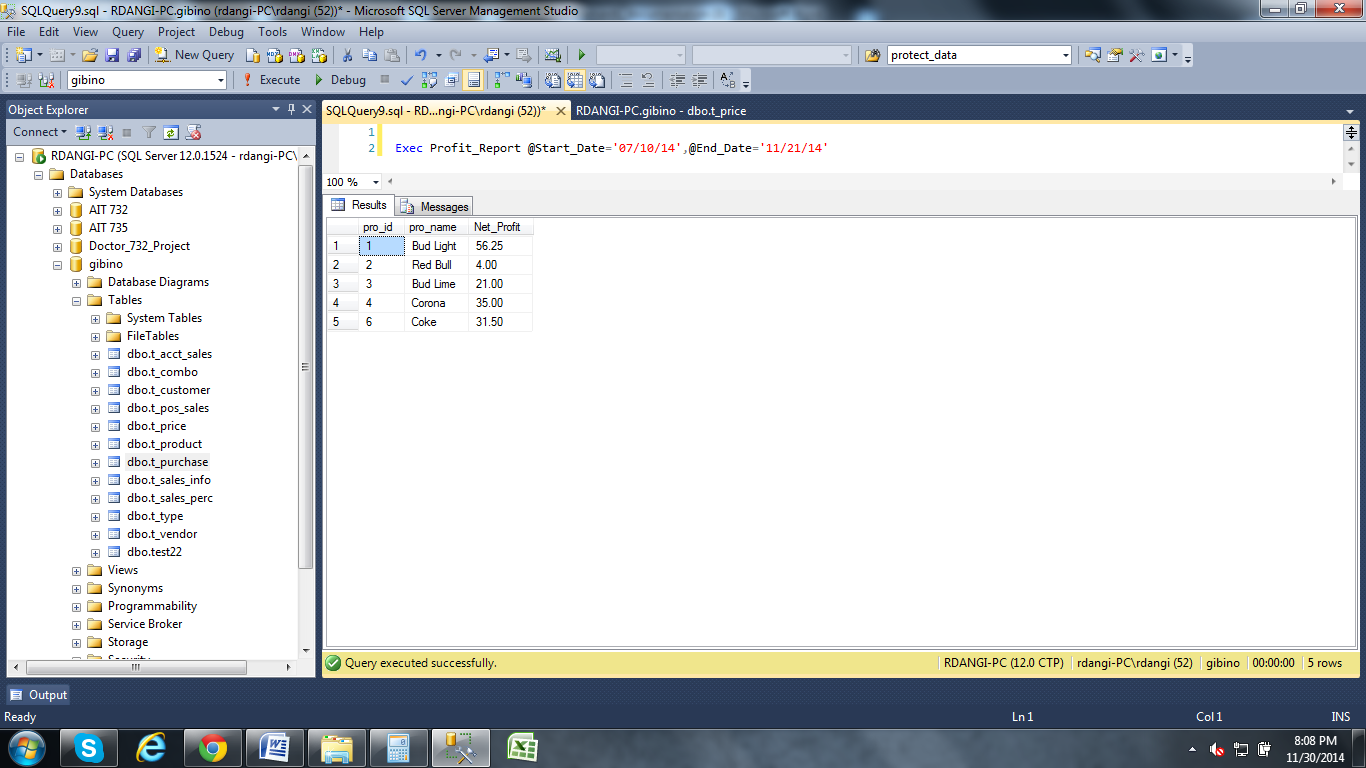 SQLQuery9.sql - RDANGI-PC.gibino (rdangi-PC\rdangi (52))* - Microsoft SQL Server Management Studio
File Edit View Query Project Debug Tools Window Help
New Query protect_data
gibino Execute Debug
Object Explorer
Connect
RDANGI-PC (SQL Server 12.0.1524 - rdangi-PC\
Databases
System Databases
AIT 732
AIT 735
Doctor_732_Project
gibino
Database Diagrams
Tables
System Tables
FileTables
dbo.t_acct_sales
dbo.t_combo
dbo.t_customer
dbo.t_pos_sales
dbo.t_price
dbo.t_product
dbo.t_purchase
dbo.t_sales_info
dbo.t_sales_perc
dbo.t_type
dbo.t_vendor
dbo.test22
Views
Synonyms
Programmability
Service Broker
Storage
Security
SQLQuery9.sql - RD...ngi-PC\rdangi (52))* RDANGI-PC.gibino - dbo.t_price
1
2 Exec Profit_Report @Start_Date='07/10/14',@End_Date='11/21/14'
100 %
Results Messages
pro_id pro_name Net_Profit
1 1 Bud Light 56.25
2 2 Red Bull 4.00
3 3 Bud Lime 21.00
4 4 Corona 35.00
5 6 Coke 31.50
Query executed successfully. RDANGI-PC (12.0 CTP) rdangi-PC\rdangi (52) gibino 00:00:00 5 rows
Output
Ready Ln 1 Col 1 INS
8:08 PM
11/30/2014